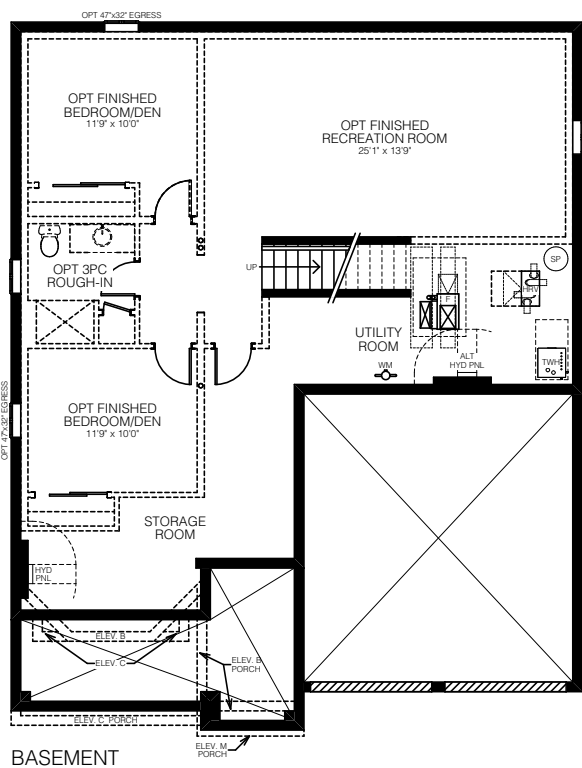 OPT 47"x32" EGRESS
OPT FINISHED
BEDROOM/DEN
11'9" x 10'0"
OPT FINISHED
RECREATION ROOM
25'1" x 13'9"
OPT 3PC
ROUGH-IN
UP
SP
HRV
F
UTILITY
ROOM
WM
ALT
HYD PNL
TWH
OPT 47"x32" EGRESS
OPT FINISHED
BEDROOM/DEN
11'9" x 10'0"
STORAGE
ROOM
HYD
PNL
ELEV. B
ELEV. C
ELEV. B
PORCH
ELEV. C PORCH
ELEV. M
PORCH
BASEMENT